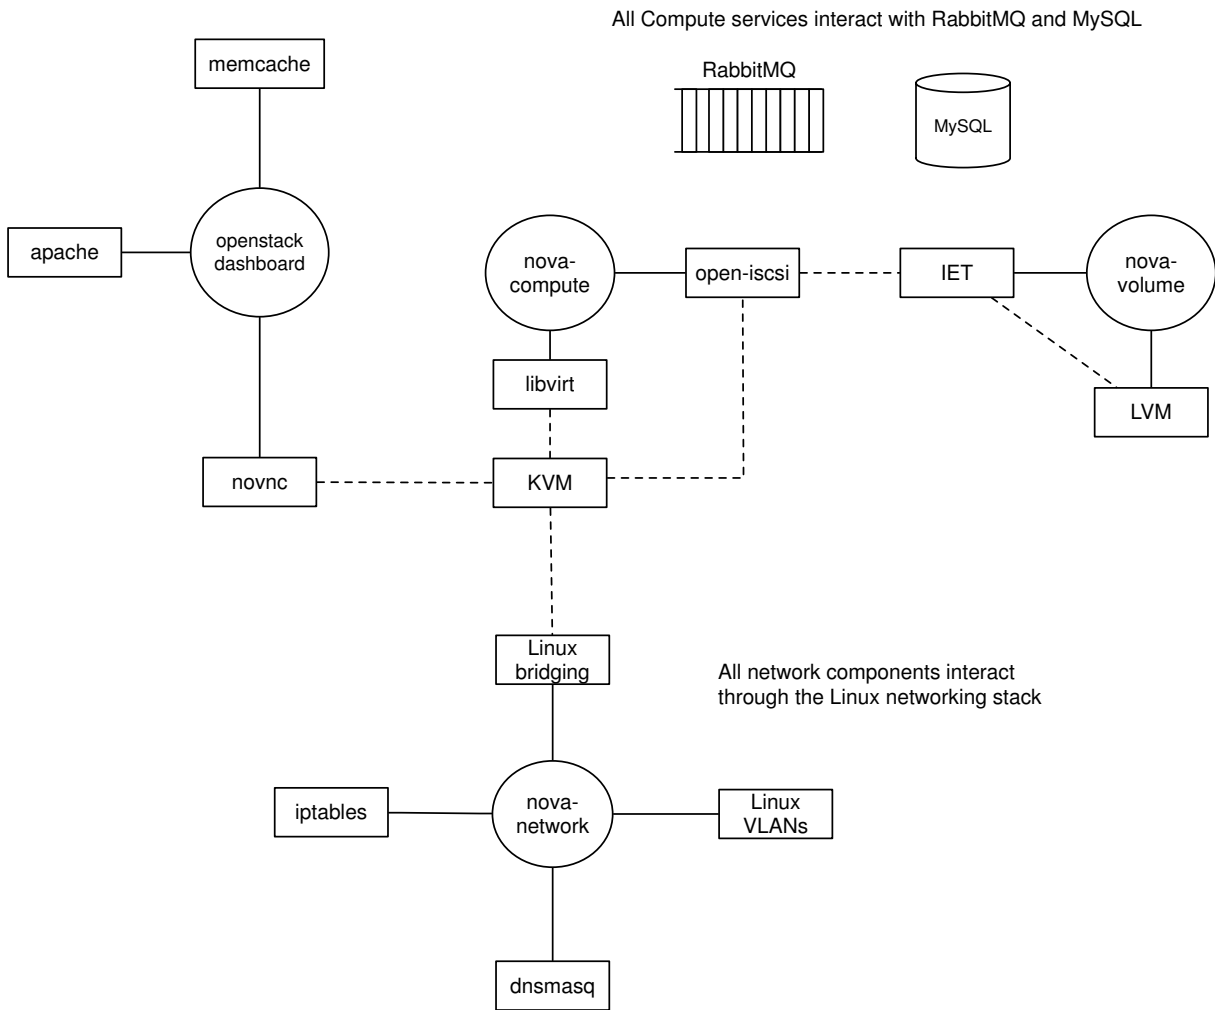 All Compute services interact with RabbitMQ and MySQL
memcache
RabbitMQ
MySQL
apache
openstack
dashboard
nova-
compute
open-iscsi
IET
nova-
volume
libvirt
LVM
novnc
KVM
Linux
bridging
All network components interact
through the Linux networking stack
iptables
nova-
network
Linux
VLANs
dnsmasq